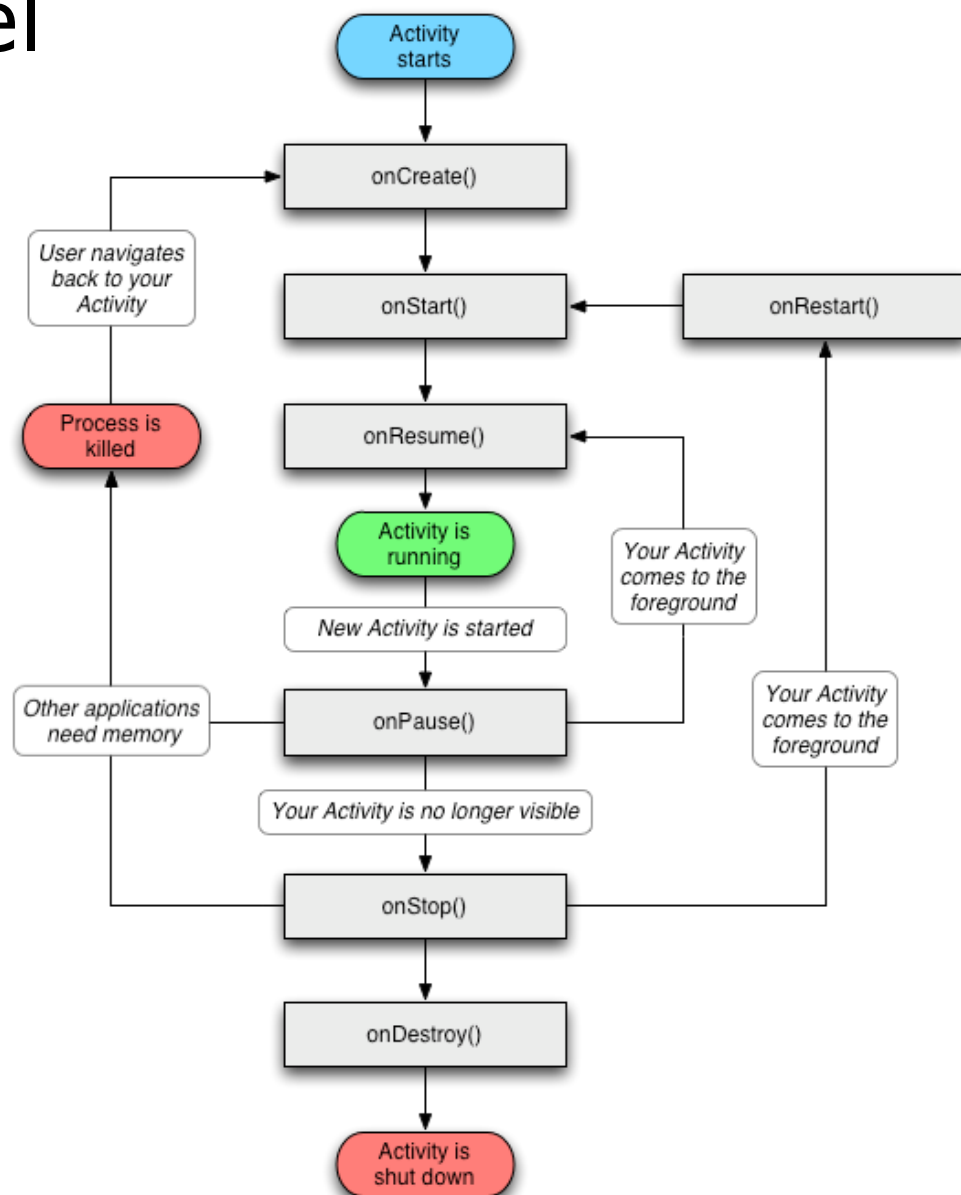 el
Activity
starts
onCreate()
User navigates
back to your
Activity
onStart()
onRestart()
Process is
killed
onResume()
Activity is
running
Your Activity
comes to the
foreground
New Activity is started
Other applications
need memory
onPause()
Your Activity
comes to the
foreground
Your Activity is no longer visible
onStop()
onDestroy()
Activity is
shut down